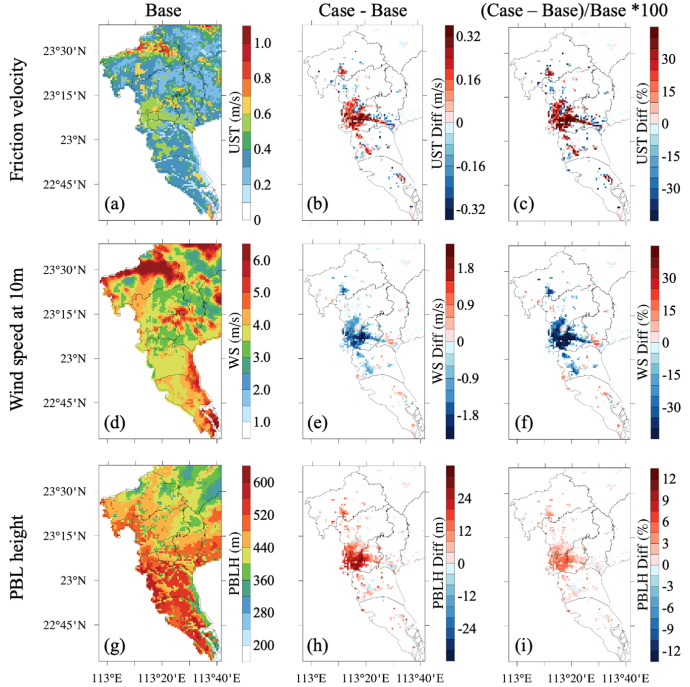 Base
Case - Base
(Case – Base)/Base *100
Friction velocity
23°30'N
23°15'N
23°N
22°45'N
(a)
1.0
0.8
0.6
0.4
0.2
0
UST (m/s)
(b)
0.32
0.16
0
-0.16
-0.32
UST Diff (m/s)
(c)
30
15
0
-15
-30
UST Diff (%)
Wind speed at 10m
23°30'N
23°15'N
23°N
22°45'N
(d)
6.0
5.0
4.0
3.0
2.0
1.0
WS (m/s)
(e)
1.8
0.9
0
-0.9
-1.8
WS Diff (m/s)
(f)
30
15
0
-15
-30
WS Diff (%)
PBL height
23°30'N
23°15'N
23°N
22°45'N
(g)
600
520
440
360
280
200
PBLH (m)
(h)
24
12
0
-12
-24
PBLH Diff (m)
(i)
12
9
6
3
0
-3
-6
-9
-12
PBLH Diff (%)
113°E 113°20'E 113°40'E
113°E 113°20'E 113°40'E
113°E 113°20'E 113°40'E